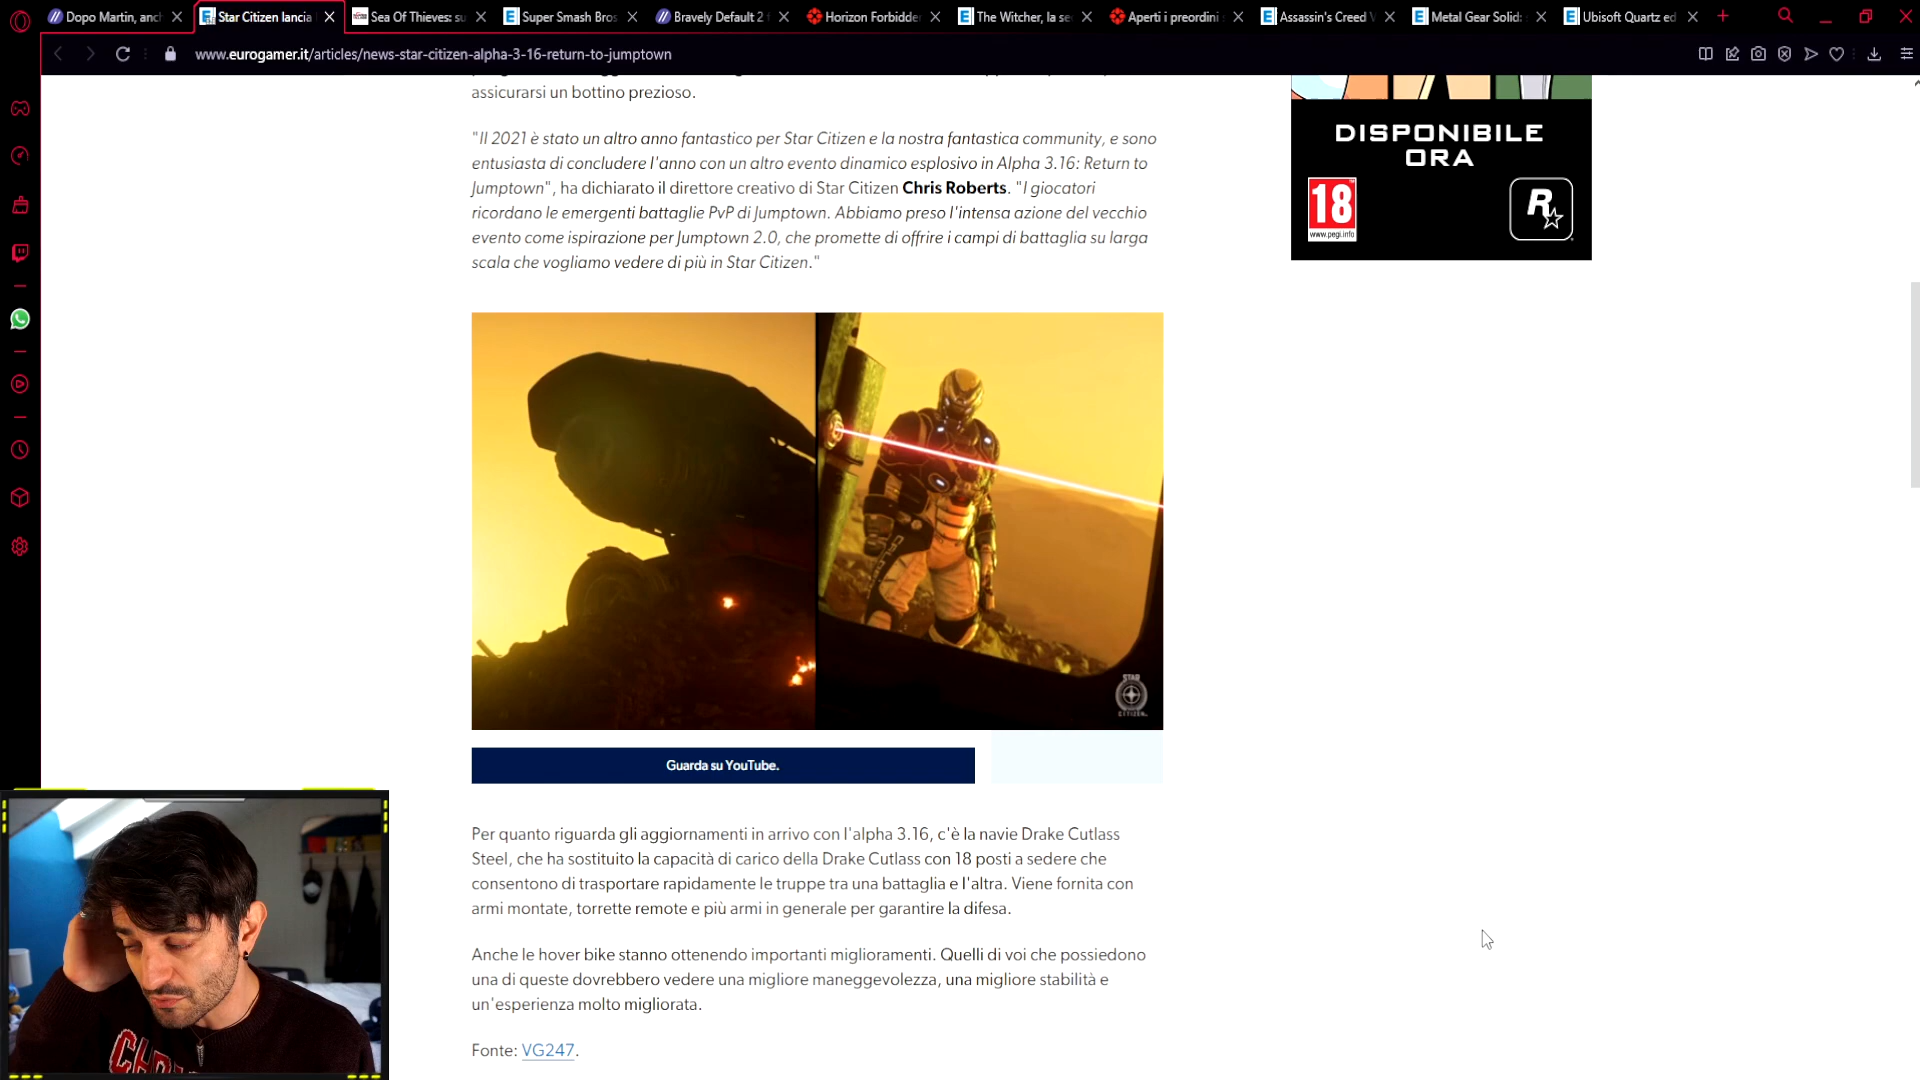 Dopo Martin, anch
Star Citizen lancia
Sea Of Thieves: su
Super Smash Bros
Bravely Default 2
Horizon Forbidde
The Witcher, la se
Aperti i preordini
Assassin's Creed V
Metal Gear Solid:
Ubisoft Quartz ed
www.eurogamer.it/articles/news-star-citizen-alpha-3-16-return-to-jumptown
assicurarsi un bottino prezioso.
"Il 2021 è stato un altro anno fantastico per Star Citizen e la nostra fantastica community, e sono
entusiasta di concludere l'anno con un altro evento dinamico esplosivo in Alpha 3.16: Return to
Jumptown", ha dichiarato il direttore creativo di Star Citizen Chris Roberts. "I giocatori
ricordano le emergenti battaglie PvP di Jumptown. Abbiamo preso l'intensa azione del vecchio
evento come ispirazione per Jumptown 2.0, che promette di offrire i campi di battaglia su larga
scala che vogliamo vedere di più in Star Citizen."
DISPONIBILE
ORA
18
www.pegi.info
R
STAR
CITIZEN
Guarda su YouTube.
Per quanto riguarda gli aggiornamenti in arrivo con l'alpha 3.16, c'è la navie Drake Cutlass
Steel, che ha sostituito la capacità di carico della Drake Cutlass con 18 posti a sedere che
consentono di trasportare rapidamente le truppe tra una battaglia e l'altra. Viene fornita con
armi montate, torrette remote e più armi in generale per garantire la difesa.
Anche le hover bike stanno ottenendo importanti miglioramenti. Quelli di voi che possiedono
una di queste dovrebbero vedere una migliore maneggevolezza, una migliore stabilità e
un'esperienza molto migliorata.
Fonte: VG247.